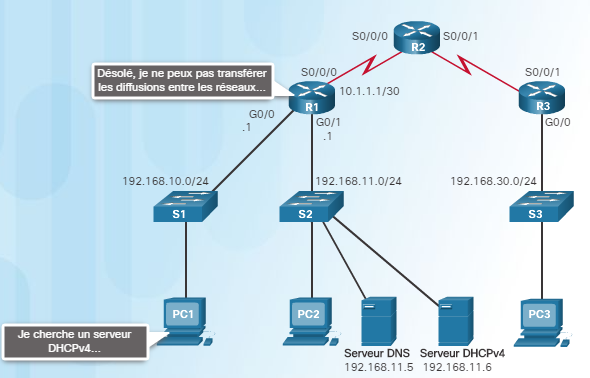 S0/0/0
S0/0/1
R2
Désolé, je ne peux pas transférer
les diffusions entre les réseaux...
S0/0/0
S0/0/1
10.1.1.1/30
R1
R3
G0/0
.1
G0/1
.1
G0/0
192.168.10.0/24
192.168.11.0/24
192.168.30.0/24
S1
S2
S3
PC1
PC2
PC3
Je cherche un serveur
DHCPv4...
Serveur DNS
192.168.11.5
Serveur DHCPv4
192.168.11.6